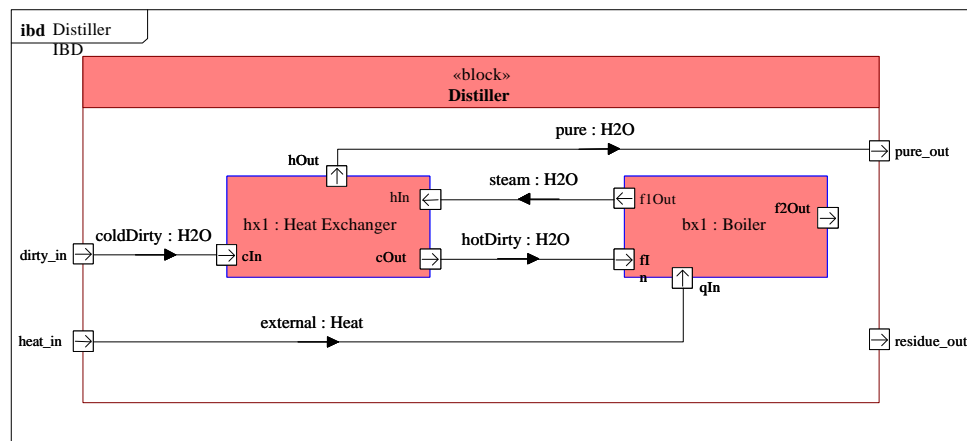 ibd Distiller
IBD
«block»
Distiller
pure : H2O
pure_out
hOut
steam : H2O
hIn
f1Out
f2Out
hx1 : Heat Exchanger
bx1 : Boiler
coldDirty : H2O
hotDirty : H2O
dirty_in
cIn
cOut
fI
n
qIn
external : Heat
heat_in
residue_out